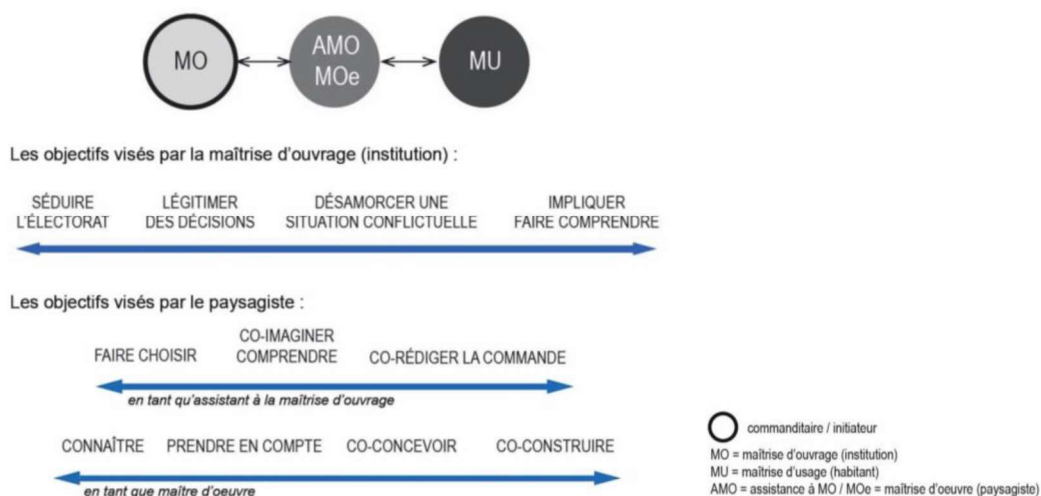 MO
AMO
MOe
MU
Les objectifs visés par la maîtrise d'ouvrage (institution) :
SÉDUIRE
L'ÉLECTORAT
LÉGITIMER
DES DÉCISIONS
DÉSAMORCER UNE
SITUATION CONFLICTUELLE
IMPLIQUER
FAIRE COMPRENDRE
Les objectifs visés par le paysagiste :
FAIRE CHOISIR
CO-IMAGINER
COMPRENDRE
CO-RÉDIGER LA COMMANDE
en tant qu'assistant à la maîtrise d'ouvrage
CONNAÎTRE
PRENDRE EN COMPTE
CO-CONCEVOIR
CO-CONSTRUIRE
en tant que maître d'oeuvre
commanditaire / initiateur
MO = maîtrise d'ouvrage (institution)
MU = maîtrise d'usage (habitant)
AMO = assistance à MO / MOe = maîtrise d'oeuvre (paysagiste)